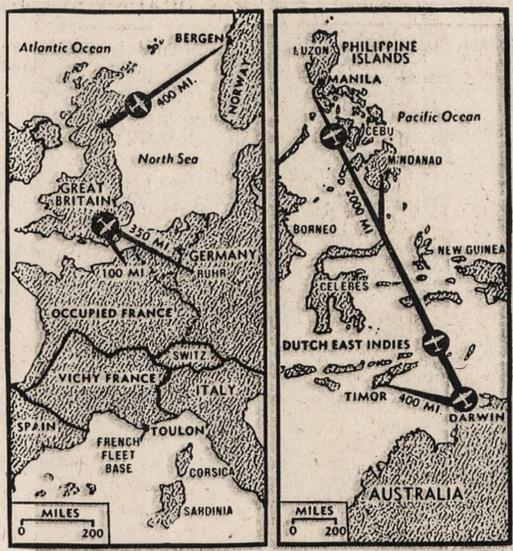 Atlantic Ocean
BERGEN
NORWAY
400 MI.
North Sea
GREAT
BRITAIN
350 MI.
100 MI.
GERMANY
RUHR
OCCUPIED FRANCE
SWITZ.
VICHY FRANCE
ITALY
SPAIN
TOULON
FRENCH
FLEET
BASE
CORSICA
SARDINIA
MILES
0 200
LUZON
PHILIPPINE
ISLANDS
MANILA
Pacific Ocean
CEBU
MINDANAO
2000 MI.
BORNEO
NEW GUINEA
CELEBES
DUTCH EAST INDIES
TIMOR
400 MI.
DARWIN
AUSTRALIA
MILES
0 200